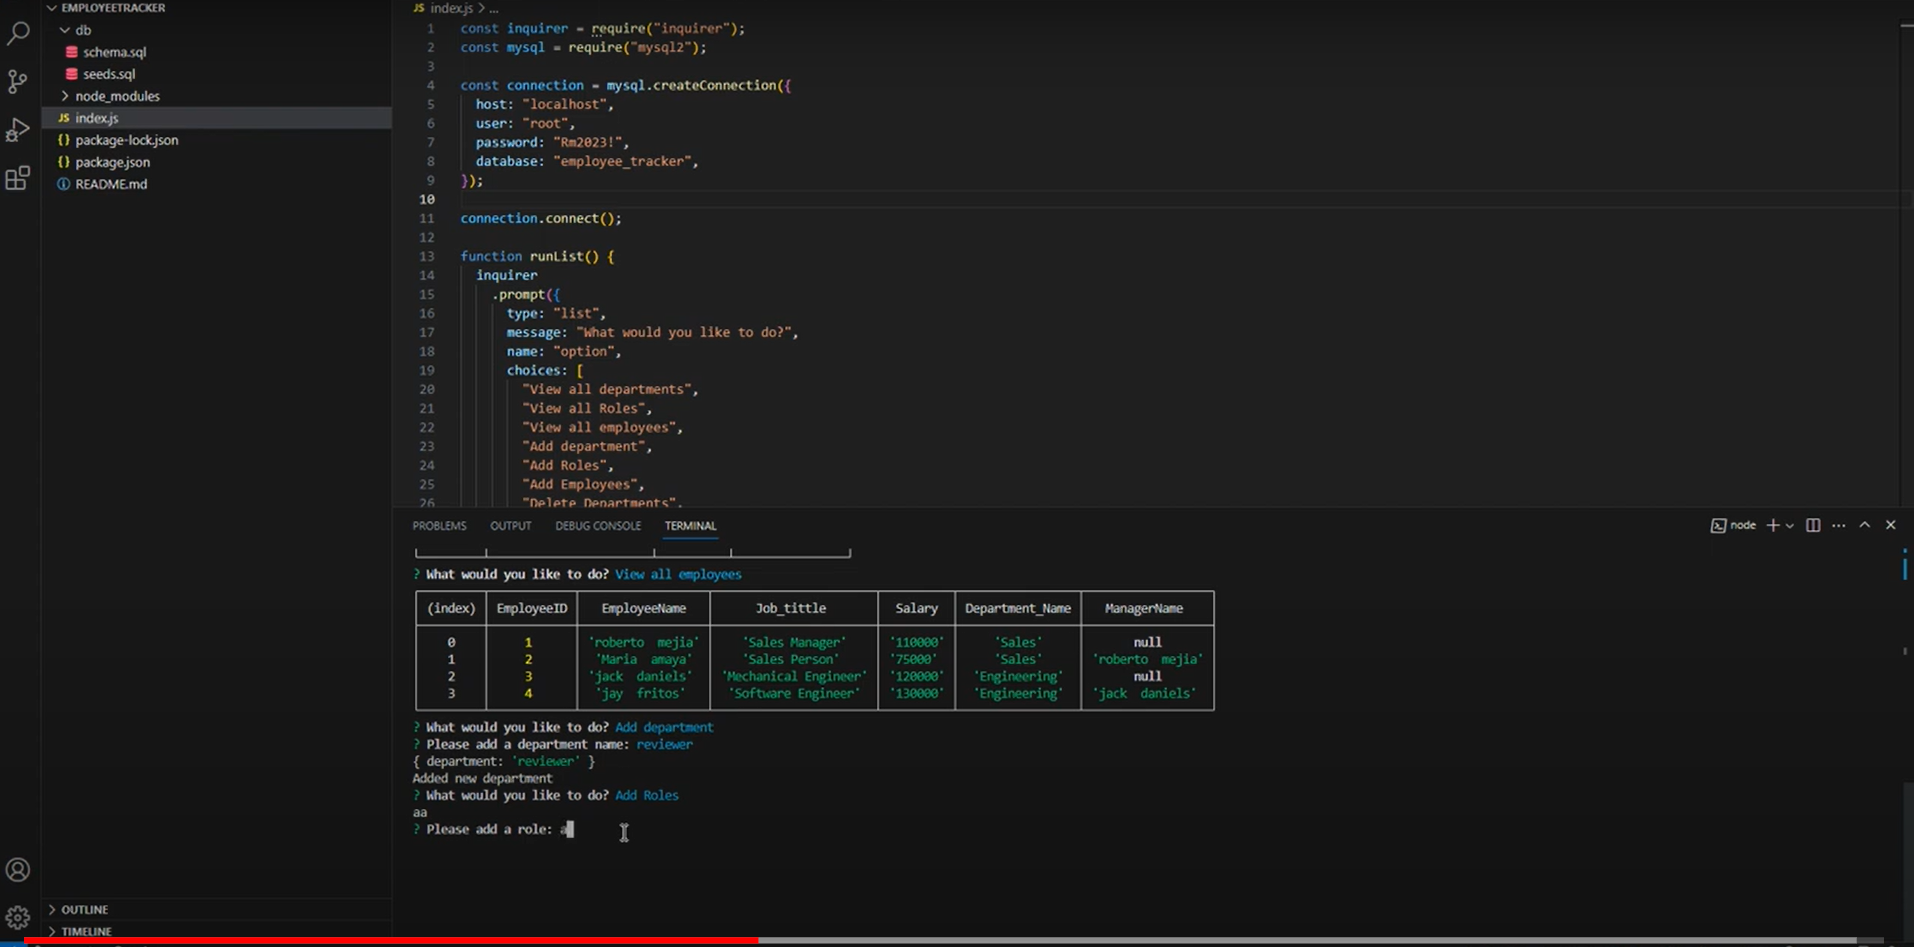 EMPLOYEETRACKER
db
schema.sql
seeds.sql
node_modules
JS index.js
{} package-lock.json
{} package.json
README.md
OUTLINE
TIMELINE
JS index.js > ...
1 const inquirer = require("inquirer");
2 const mysql = require("mysql2");
3
4 const connection = mysql.createConnection({
5 host: "localhost",
6 user: "root",
7 password: "Rm2023!",
8 database: "employee_tracker",
9 });
10
11 connection.connect();
12
13 function runList() {
14 inquirer
15 .prompt({
16 type: "list",
17 message: "What would you like to do?",
18 name: "option",
19 choices: [
20 "View all departments",
21 "View all Roles",
22 "View all employees",
23 "Add department",
24 "Add Roles",
25 "Add Employees",
26 "Delete Departments",
PROBLEMS OUTPUT DEBUG CONSOLE TERMINAL node
? What would you like to do? View all employees
(index) EmployeeID EmployeeName Job_tittle Salary Department_Name ManagerName
0 1 'roberto mejia' 'Sales Manager' '110000' 'Sales' null
1 2 'Maria amaya' 'Sales Person' '75000' 'Sales' 'roberto mejia'
2 3 'jack daniels' 'Mechanical Engineer' '120000' 'Engineering' null
3 4 'jay fritos' 'Software Engineer' '130000' 'Engineering' 'jack daniels'
? What would you like to do? Add department
? Please add a department name: reviewer
{ department: 'reviewer' }
Added new department
? What would you like to do? Add Roles
aa
? Please add a role: a